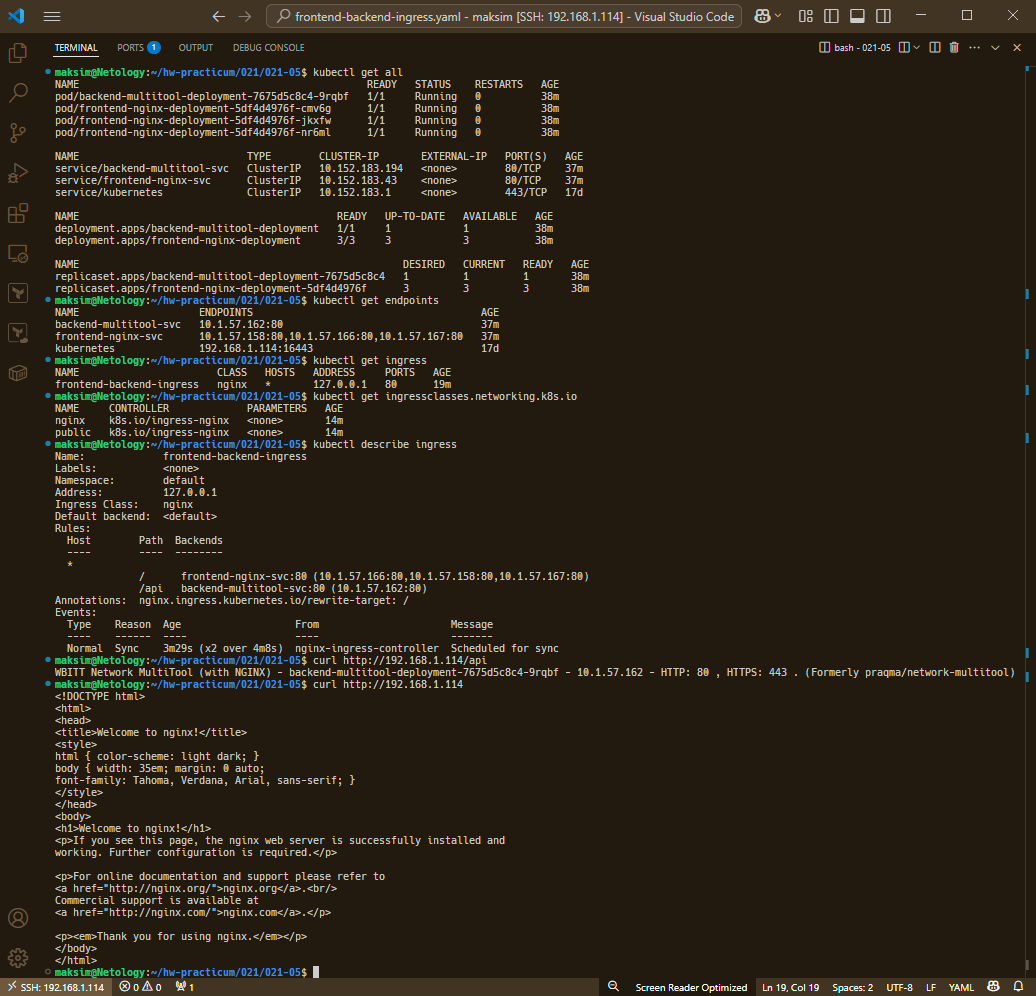 frontend-backend-ingress.yaml - maksim [SSH: 192.168.1.114] - Visual Studio Code
TERMINAL PORTS 1 OUTPUT DEBUG CONSOLE bash - 021-05
maksim@Netology:~/hw-practicum/021/021-05$ kubectl get all
NAME READY STATUS RESTARTS AGE
pod/backend-multitool-deployment-7675d5c8c4-9rqbf 1/1 Running 0 38m
pod/frontend-nginx-deployment-5df4d4976f-cmv6g 1/1 Running 0 38m
pod/frontend-nginx-deployment-5df4d4976f-jkxfw 1/1 Running 0 38m
pod/frontend-nginx-deployment-5df4d4976f-nr6ml 1/1 Running 0 38m
NAME TYPE CLUSTER-IP EXTERNAL-IP PORT(S) AGE
service/backend-multitool-svc ClusterIP 10.152.183.194 <none> 80/TCP 37m
service/frontend-nginx-svc ClusterIP 10.152.183.43 <none> 80/TCP 37m
service/kubernetes ClusterIP 10.152.183.1 <none> 443/TCP 17d
NAME READY UP-TO-DATE AVAILABLE AGE
deployment.apps/backend-multitool-deployment 1/1 1 1 38m
deployment.apps/frontend-nginx-deployment 3/3 3 3 38m
NAME DESIRED CURRENT READY AGE
replicaset.apps/backend-multitool-deployment-7675d5c8c4 1 1 1 38m
replicaset.apps/frontend-nginx-deployment-5df4d4976f 3 3 3 38m
maksim@Netology:~/hw-practicum/021/021-05$ kubectl get endpoints
NAME ENDPOINTS AGE
backend-multitool-svc 10.1.57.162:80 37m
frontend-nginx-svc 10.1.57.158:80,10.1.57.166:80,10.1.57.167:80 37m
kubernetes 192.168.1.114:16443 17d
maksim@Netology:~/hw-practicum/021/021-05$ kubectl get ingress
NAME CLASS HOSTS ADDRESS PORTS AGE
frontend-backend-ingress nginx * 127.0.0.1 80 19m
maksim@Netology:~/hw-practicum/021/021-05$ kubectl get ingressclasses.networking.k8s.io
NAME CONTROLLER PARAMETERS AGE
nginx k8s.io/ingress-nginx <none> 14m
public k8s.io/ingress-nginx <none> 14m
maksim@Netology:~/hw-practicum/021/021-05$ kubectl describe ingress
Name: frontend-backend-ingress
Labels: <none>
Namespace: default
Address: 127.0.0.1
Ingress Class: nginx
Default backend: <default>
Rules:
Host Path Backends
---- ---- --------
*
/ frontend-nginx-svc:80 (10.1.57.166:80,10.1.57.158:80,10.1.57.167:80)
/api backend-multitool-svc:80 (10.1.57.162:80)
Annotations: nginx.ingress.kubernetes.io/rewrite-target: /
Events:
Type Reason Age From Message
---- ------ ---- ---- -------
Normal Sync 3m29s (x2 over 4m8s) nginx-ingress-controller Scheduled for sync
maksim@Netology:~/hw-practicum/021/021-05$ curl http://192.168.1.114/api
WBITT Network MultiTool (with NGINX) - backend-multitool-deployment-7675d5c8c4-9rqbf - 10.1.57.162 - HTTP: 80 , HTTPS: 443 . (Formerly praqma/network-multitool)
maksim@Netology:~/hw-practicum/021/021-05$ curl http://192.168.1.114
<!DOCTYPE html>
<html>
<head>
<title>Welcome to nginx!</title>
<style>
html { color-scheme: light dark; }
body { width: 35em; margin: 0 auto;
font-family: Tahoma, Verdana, Arial, sans-serif; }
</style>
</head>
<body>
<h1>Welcome to nginx!</h1>
<p>If you see this page, the nginx web server is successfully installed and
working. Further configuration is required.</p>
<p>For online documentation and support please refer to
<a href="http://nginx.org/">nginx.org</a>.<br/>
Commercial support is available at
<a href="http://nginx.com/">nginx.com</a>.</p>
<p><em>Thank you for using nginx.</em></p>
</body>
</html>
maksim@Netology:~/hw-practicum/021/021-05$
SSH: 192.168.1.114 0 0 1 Screen Reader Optimized Ln 19, Col 19 Spaces: 2 UTF-8 LF YAML